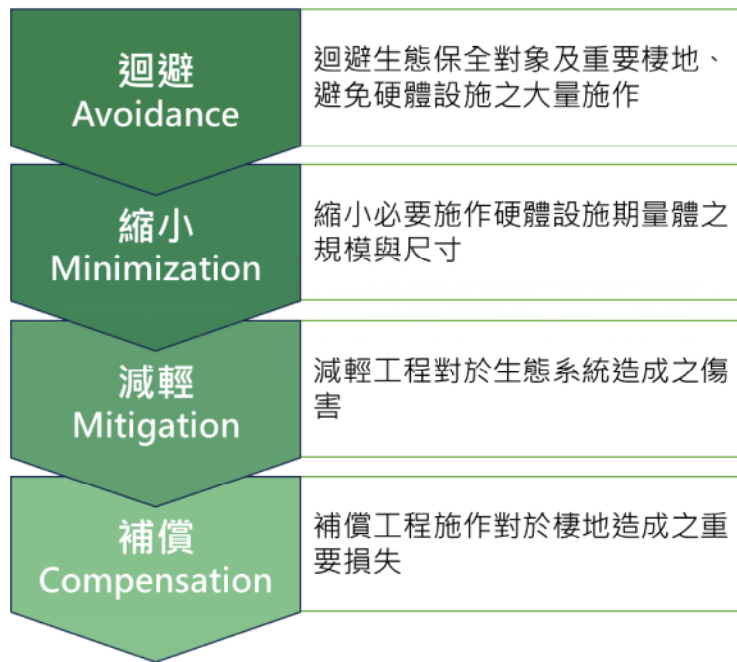 迴避
Avoidance
迴避生態保全對象及重要棲地、
避免硬體設施之大量施作
縮小
Minimization
縮小必要施作硬體設施期量體之
規模與尺寸
減輕
Mitigation
減輕工程對於生態系統造成之傷
害
補償
Compensation
補償工程施作對於棲地造成之重
要損失